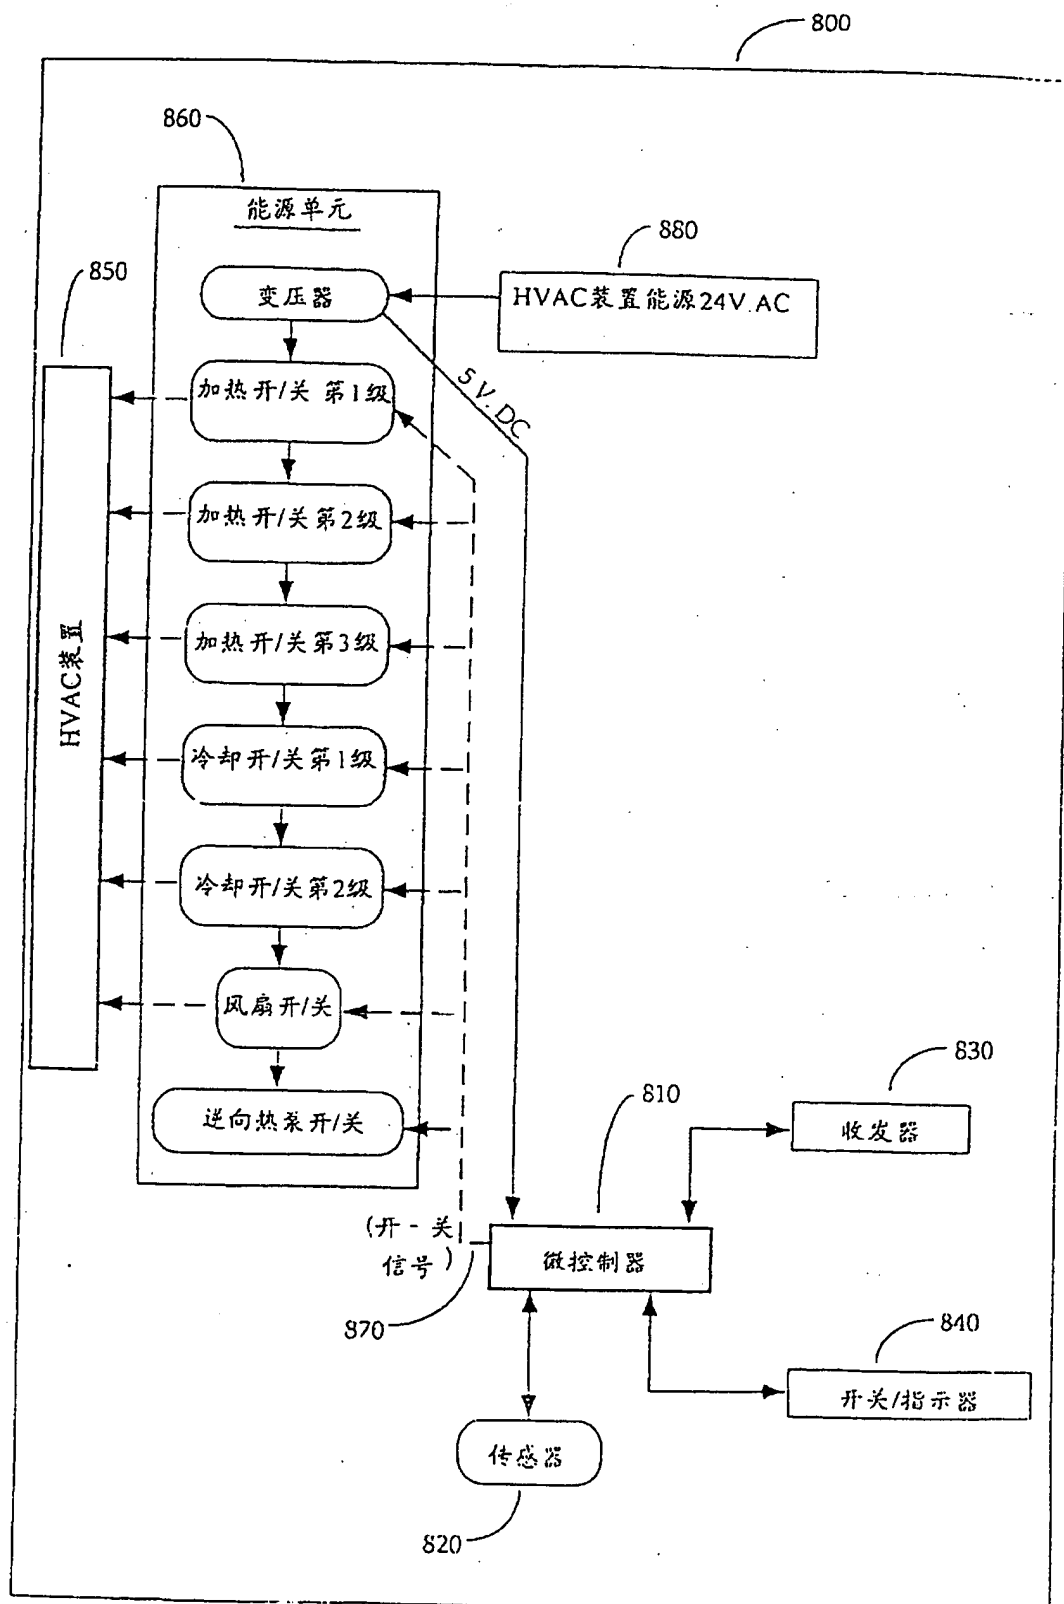 800
860
能源单元
880
850
变压器
HVAC装置能源24V.AC
加热开/关 第1级
5 V. DC
加热开/关第2级
加热开/关第3级
HVAC装置
冷却开/关第1级
冷却开/关第2级
风扇开/关
830
810
逆向热泵开/关
收发器
(开-关
信号)
微控制器
870
840
开关/指示器
传感器
820